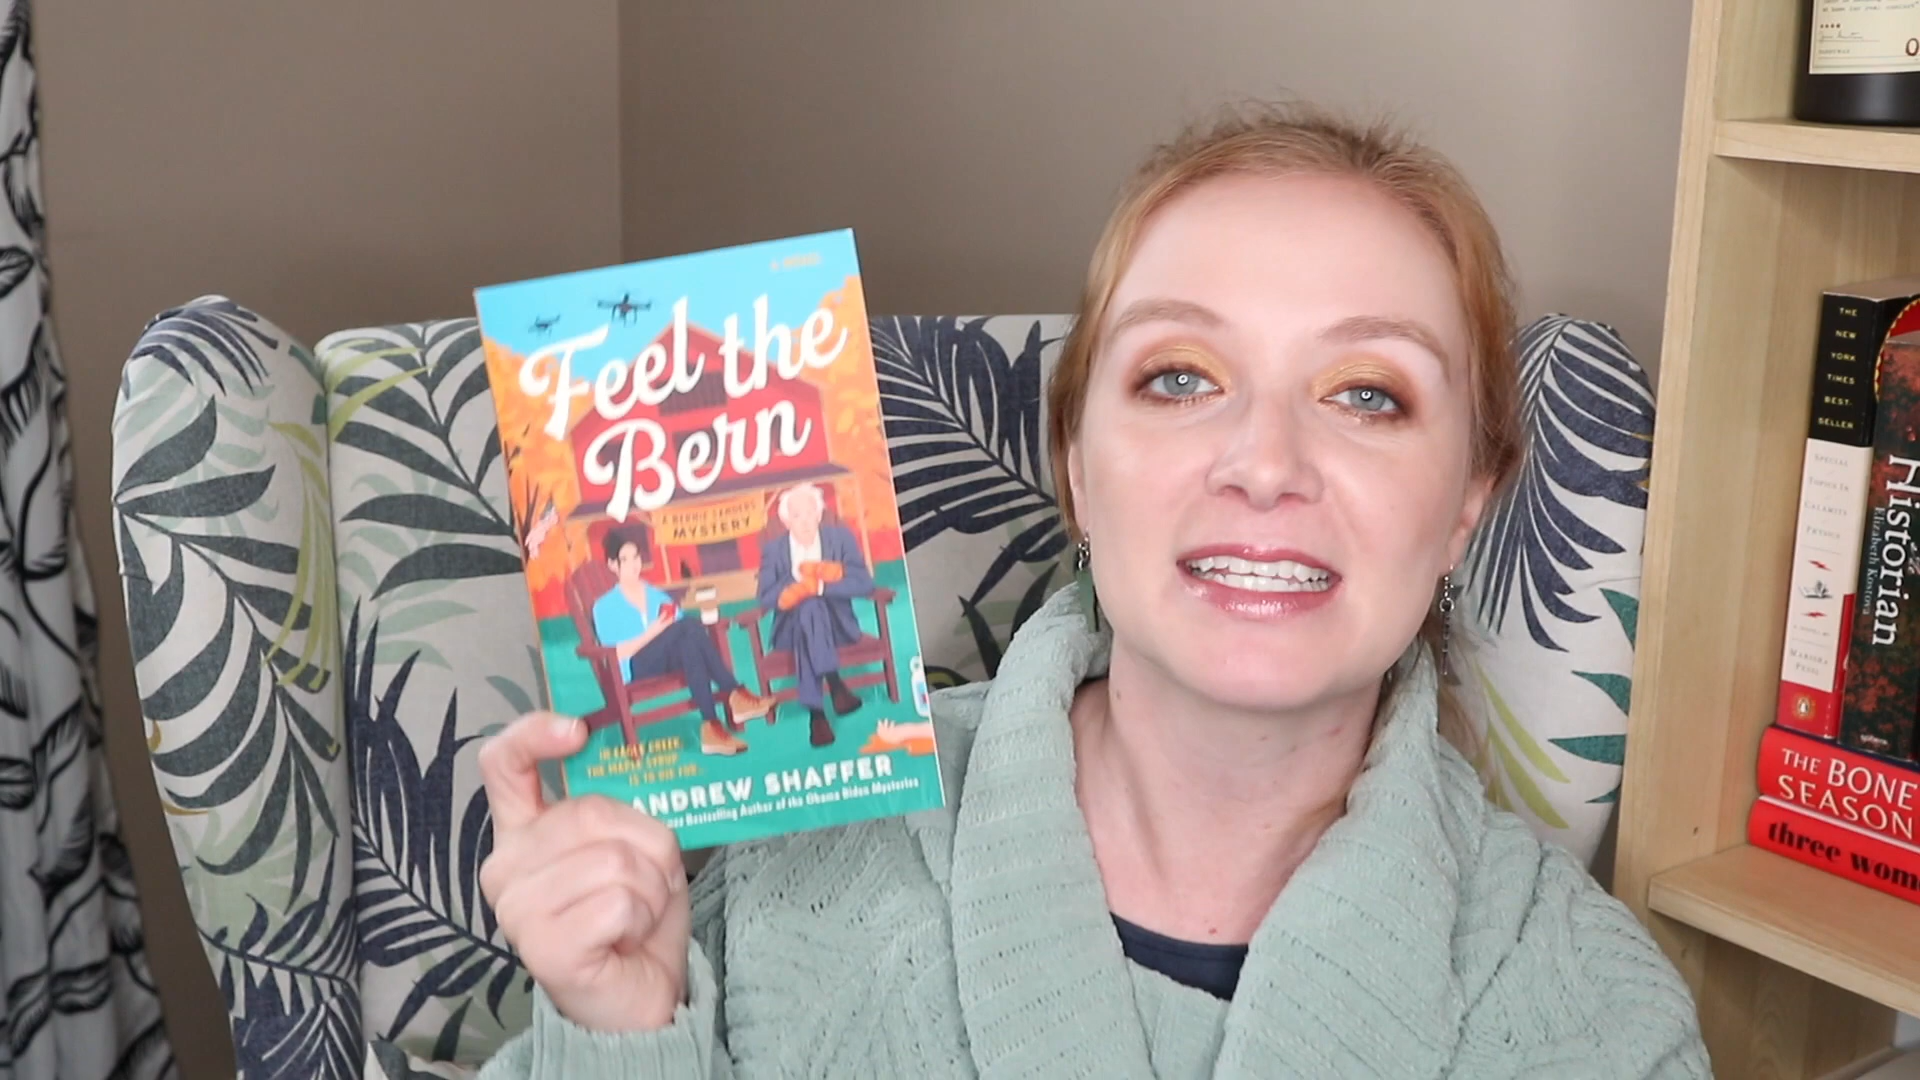 A NOVEL
Feel the
Bern
A BERNIE SANDERS
MYSTERY
IN EAGLE CREEK,
THE MAPLE SYRUP
IS TO DIE FOR...
ANDREW SHAFFER
Bestselling Author of the Obama Biden Mysteries
THE
NEW
YORK
TIMES
BEST-
SELLER
SPECIAL
TOPICS IN
CALAMITY
PHYSICS
A NOVEL
MARISHA
PESSL
Historian
Elizabeth Kostova
sphere
THE BONE
SEASON
three wom